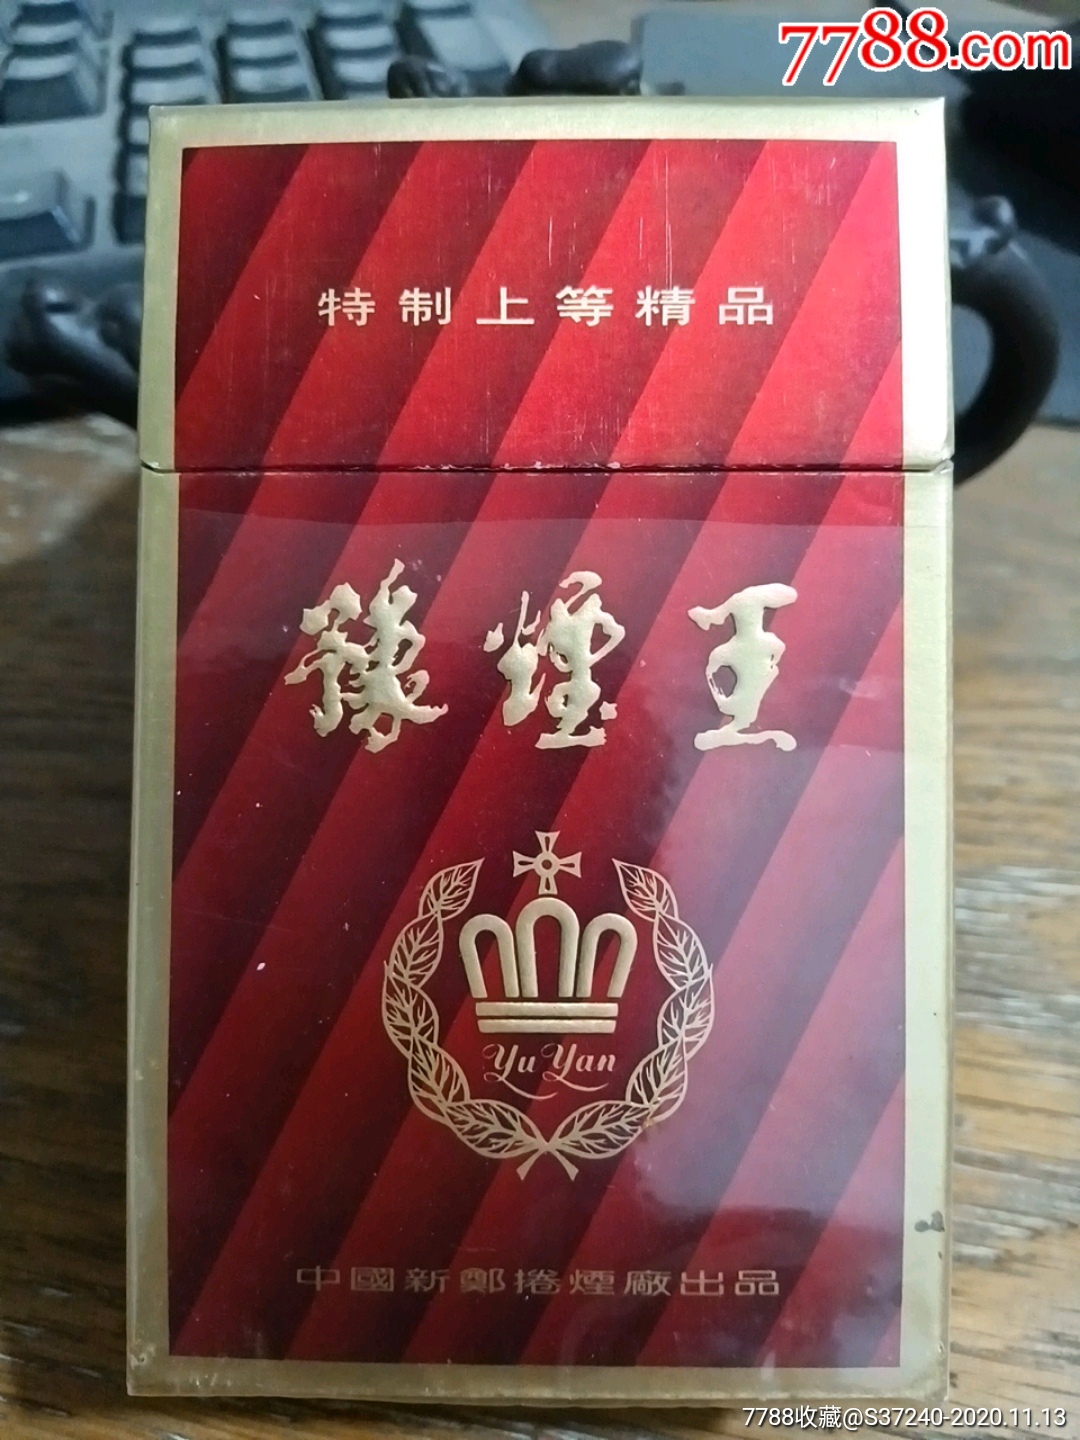 7788.com
特制上等精品
豫煙王
Yu Yan
中國新鄭捲煙廠出品
7788收藏@S37240-2020.11.13